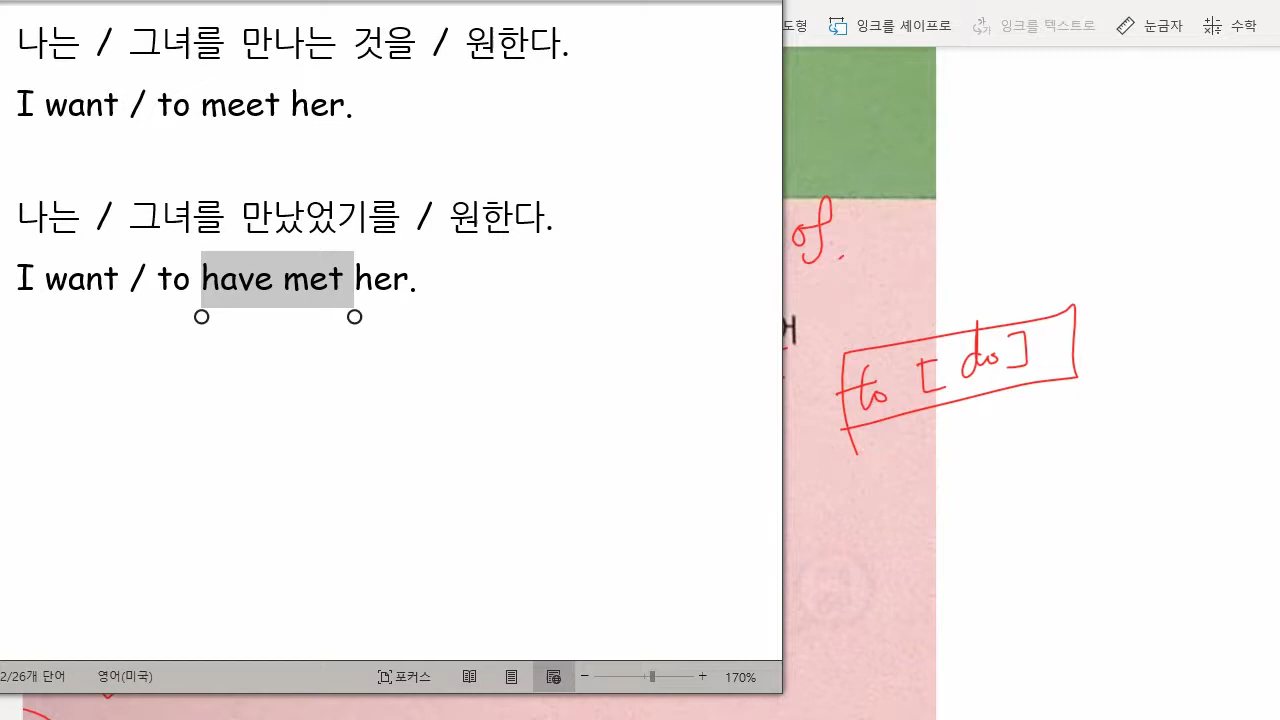 나는 / 그녀를 만나는 것을 / 원한다.
I want / to meet her.
나는 / 그녀를 만났었기를 / 원한다.
I want / to have met her.
도형 잉크를 셰이프로 잉크를 텍스트로 눈금자 수학
of.
to [do]
2/26개 단어 영어(미국) 포커스 170%